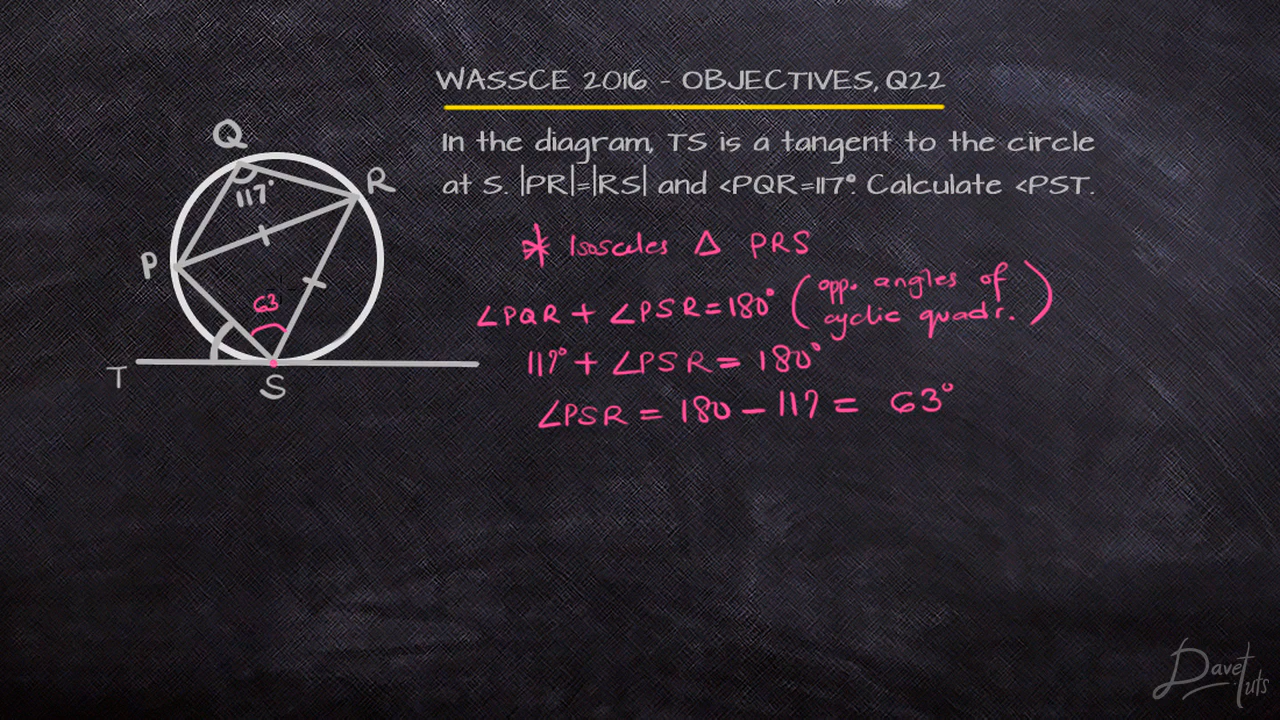 WASSCE 2016 - OBJECTIVES, Q22
In the diagram, TS is a tangent to the circle
at S. |PR|=|RS| and <PQR=117°. Calculate <PST.
Q
R
117°
P
63
T
S
* Isosceles Δ PRS
∠PQR + ∠PSR = 180° (opp. angles of
cyclic quadr.)
117° + ∠PSR = 180°
∠PSR = 180 - 117 = 63°
Davetuts